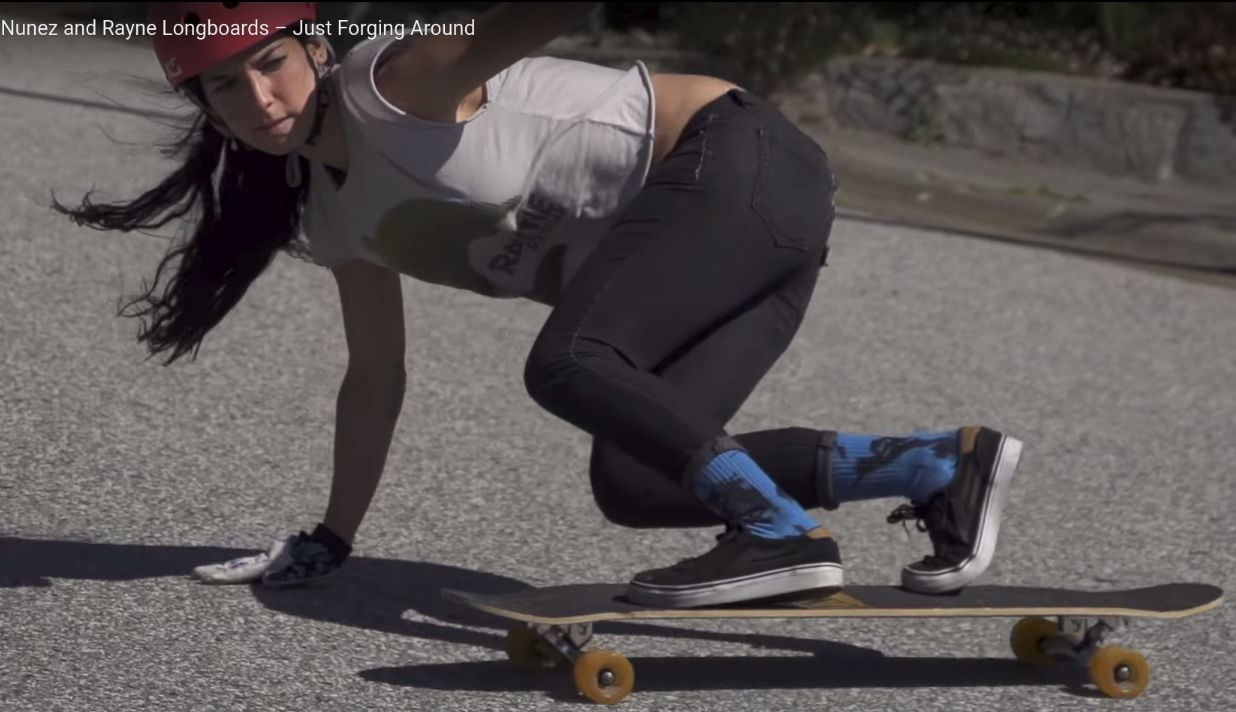 Nunez and Rayne Longboards – Just Forging Around
RAYNE